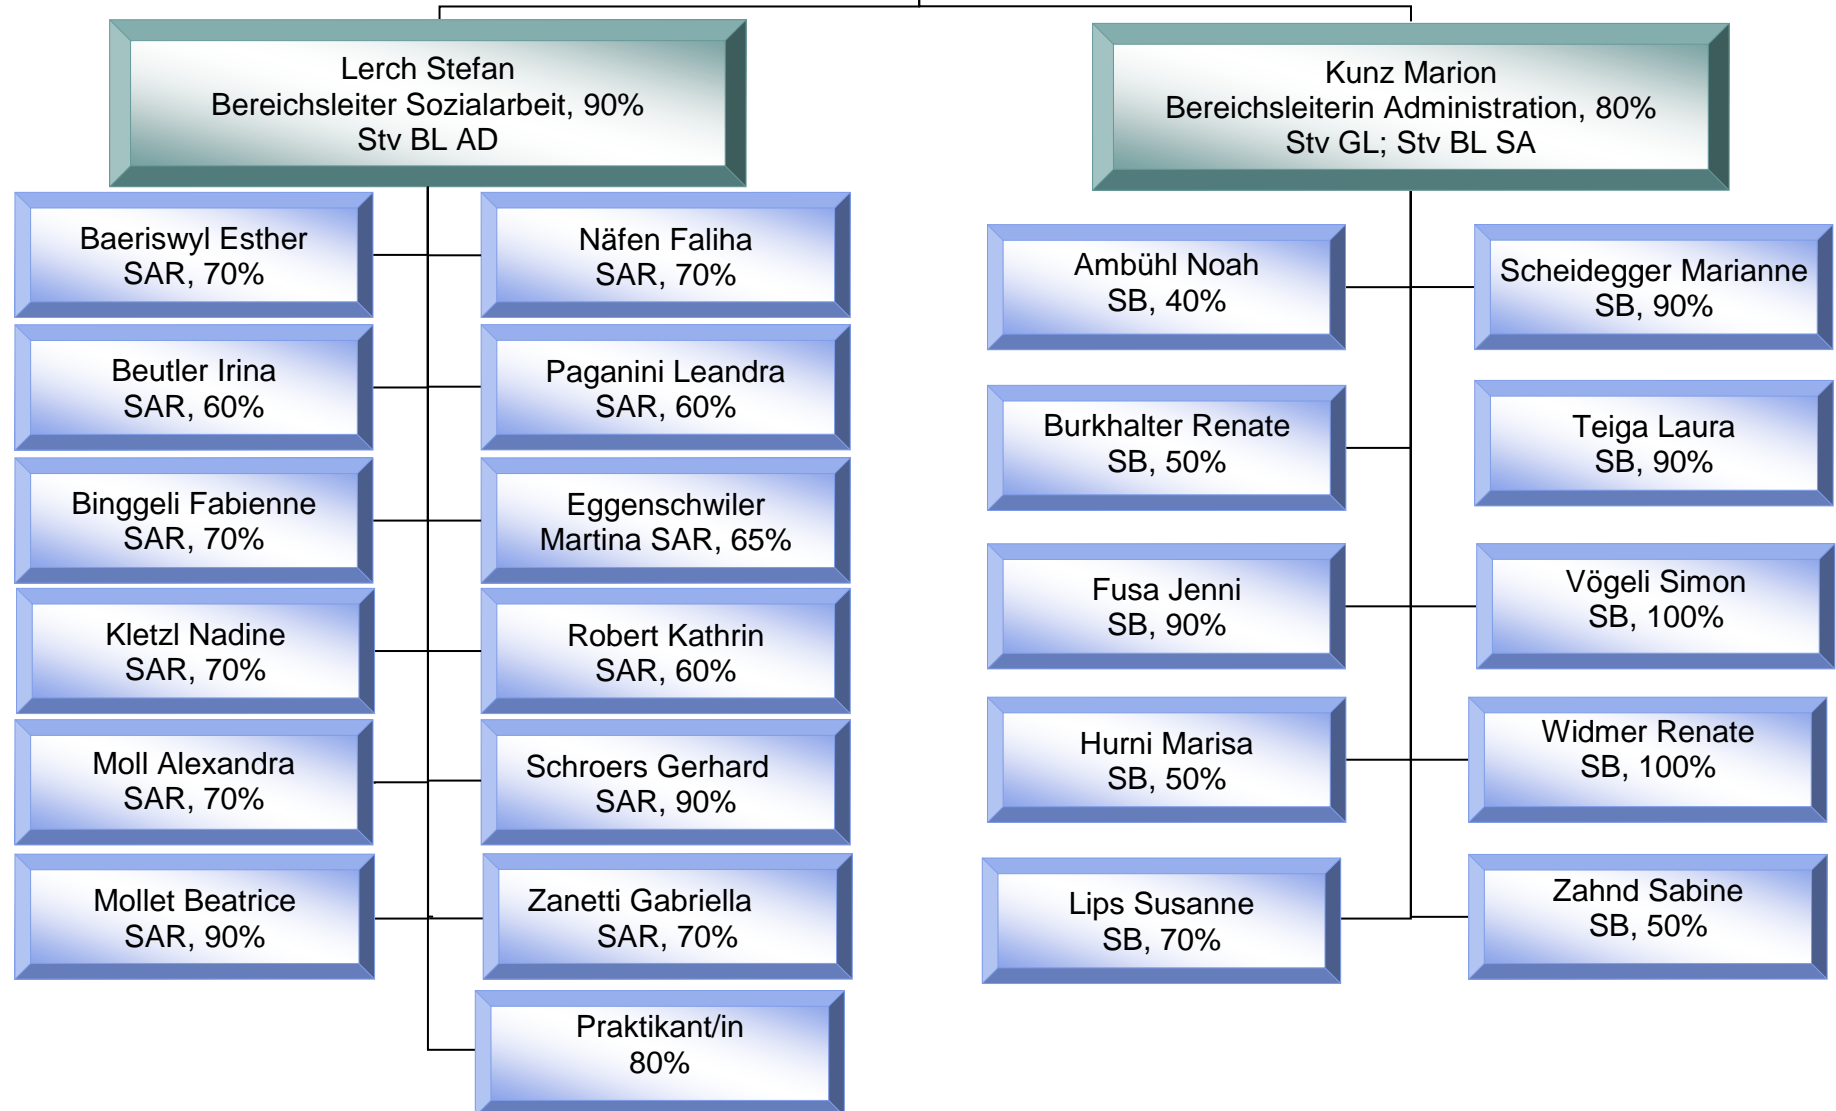 Lerch Stefan
Bereichsleiter Sozialarbeit, 90%
Stv BL AD
Baeriswyl Esther
SAR, 70%
Näfen Faliha
SAR, 70%
Beutler Irina
SAR, 60%
Paganini Leandra
SAR, 60%
Binggeli Fabienne
SAR, 70%
Eggenschwiler
Martina SAR, 65%
Kletzl Nadine
SAR, 70%
Robert Kathrin
SAR, 60%
Moll Alexandra
SAR, 70%
Schroers Gerhard
SAR, 90%
Mollet Beatrice
SAR, 90%
Zanetti Gabriella
SAR, 70%
Praktikant/in
80%
Kunz Marion
Bereichsleiterin Administration, 80%
Stv GL; Stv BL SA
Ambühl Noah
SB, 40%
Scheidegger Marianne
SB, 90%
Burkhalter Renate
SB, 50%
Teiga Laura
SB, 90%
Fusa Jenni
SB, 90%
Vögeli Simon
SB, 100%
Hurni Marisa
SB, 50%
Widmer Renate
SB, 100%
Lips Susanne
SB, 70%
Zahnd Sabine
SB, 50%